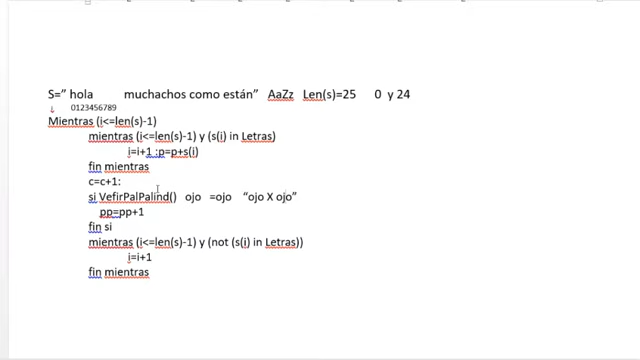 S=” hola muchachos como están” AaZz Len(s)=25 0 y 24
↓ 0123456789
Mientras (i<=len(s)-1)
mientras (i<=len(s)-1) y (s(i) in Letras)
i=i+1 :p=p+s(i)
fin mientras
c=c+1:
si VefirPalPalind() ojo =ojo “ojo X ojo”
pp=pp+1
fin si
mientras (i<=len(s)-1) y (not (s(i) in Letras))
i=i+1
fin mientras